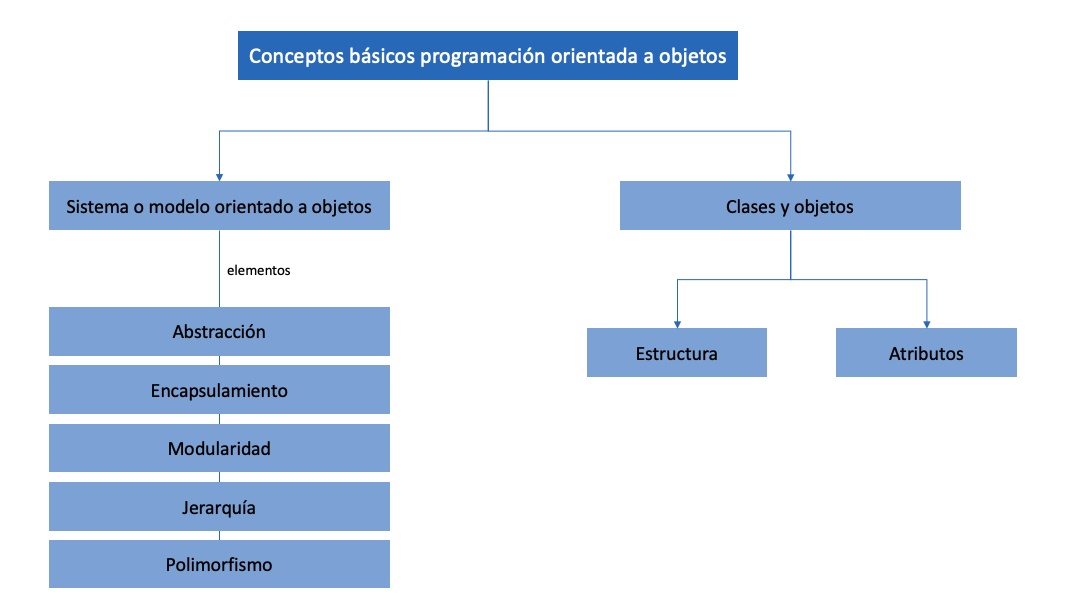 Conceptos básicos programación orientada a objetos
Sistema o modelo orientado a objetos
Clases y objetos
elementos
Abstracción
Estructura
Atributos
Encapsulamiento
Modularidad
Jerarquía
Polimorfismo